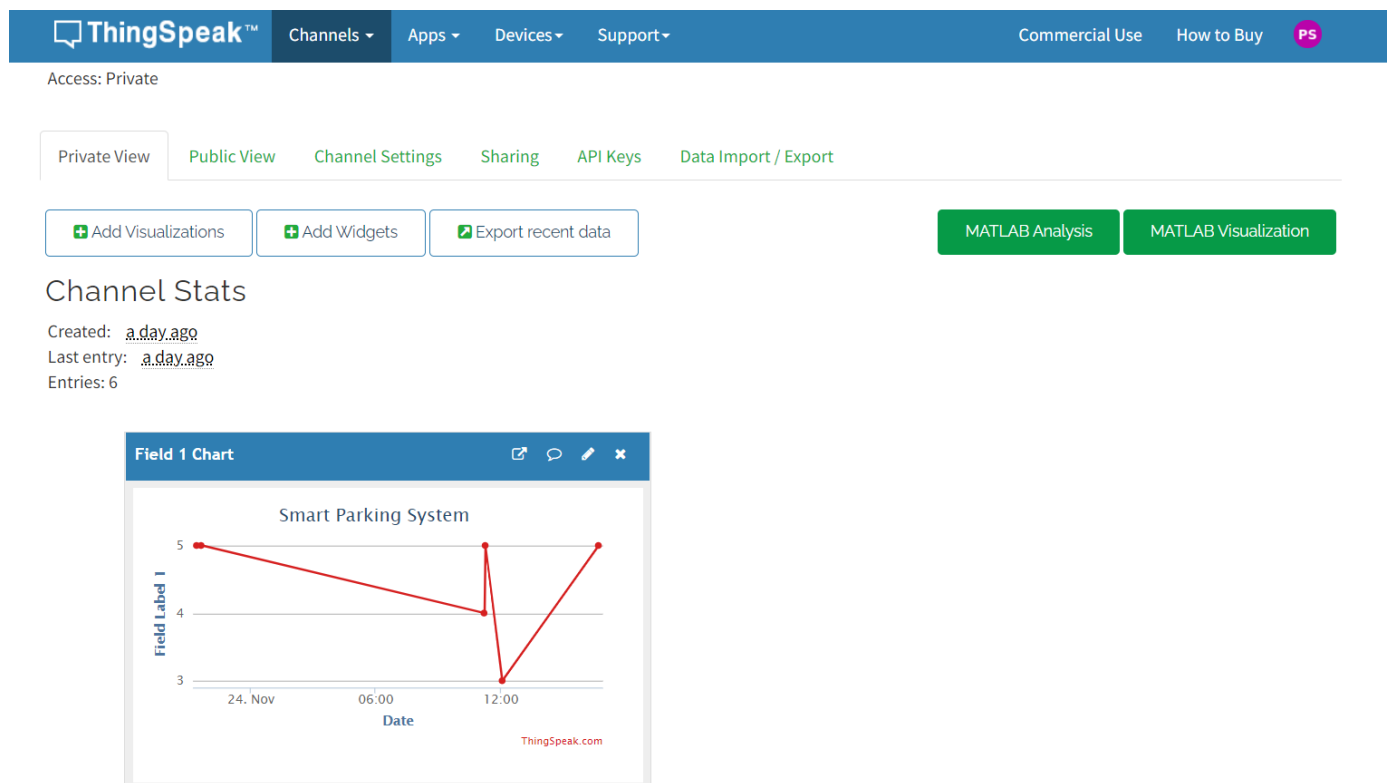 ThingSpeak™ Channels Apps Devices Support Commercial Use How to Buy PS
Access: Private
Private View Public View Channel Settings Sharing API Keys Data Import / Export
Add Visualizations Add Widgets Export recent data MATLAB Analysis MATLAB Visualization
Channel Stats
Created: a day ago
Last entry: a day ago
Entries: 6
Field 1 Chart
Smart Parking System
5
4
3
Field Label 1
24. Nov 06:00 12:00
Date
ThingSpeak.com